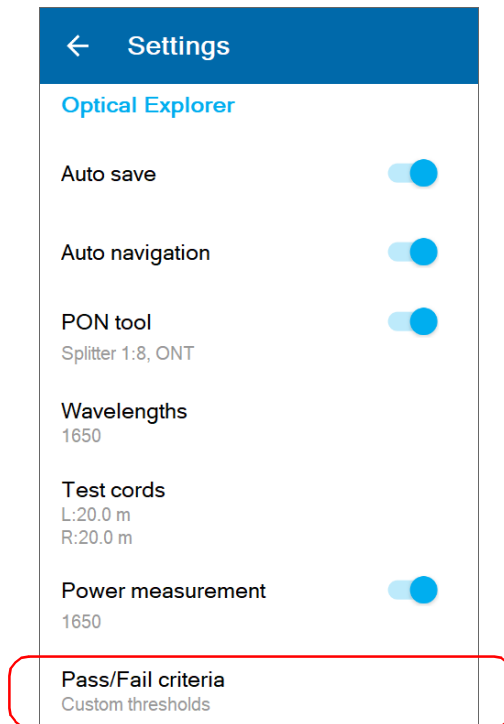 Settings
Optical Explorer
Auto save
Auto navigation
PON tool
Splitter 1:8, ONT
Wavelengths
1650
Test cords
L:20.0 m
R:20.0 m
Power measurement
1650
Pass/Fail criteria
Custom thresholds